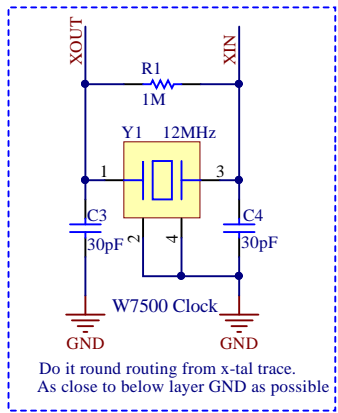 XOUT
XIN
R1
1M
Y1 12MHz
1
3
C3
30pF
2
4
C4
30pF
W7500 Clock
GND
GND
Do it round routing from x-tal trace.
As close to below layer GND as possible